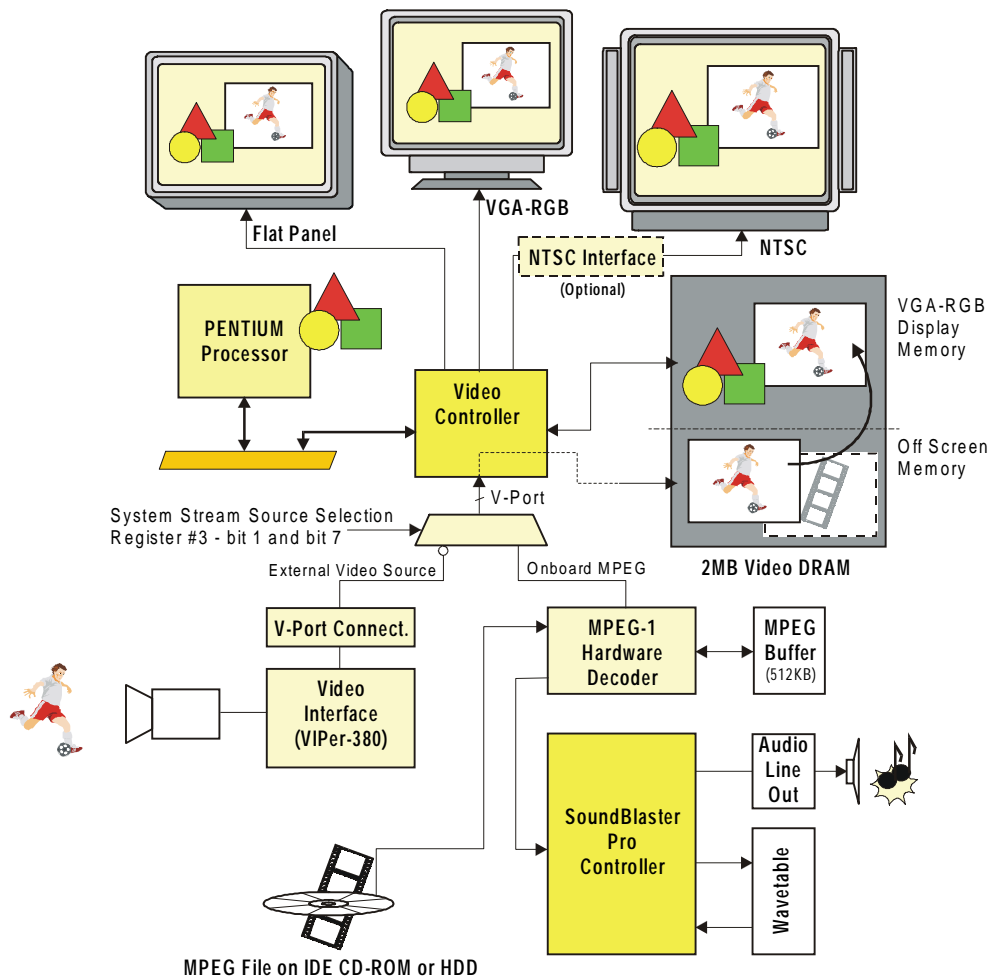 Flat Panel
VGA-RGB
NTSC
NTSC Interface
(Optional)
PENTIUM
Processor
Video
Controller
VGA-RGB
Display
Memory
Off Screen
Memory
2MB Video DRAM
V-Port
System Stream Source Selection
Register #3 - bit 1 and bit 7
External Video Source
Onboard MPEG
V-Port Connect.
Video
Interface
(VIPer-380)
MPEG-1
Hardware
Decoder
MPEG
Buffer
(512KB)
SoundBlaster
Pro
Controller
Audio
Line
Out
Wavetable
MPEG File on IDE CD-ROM or HDD